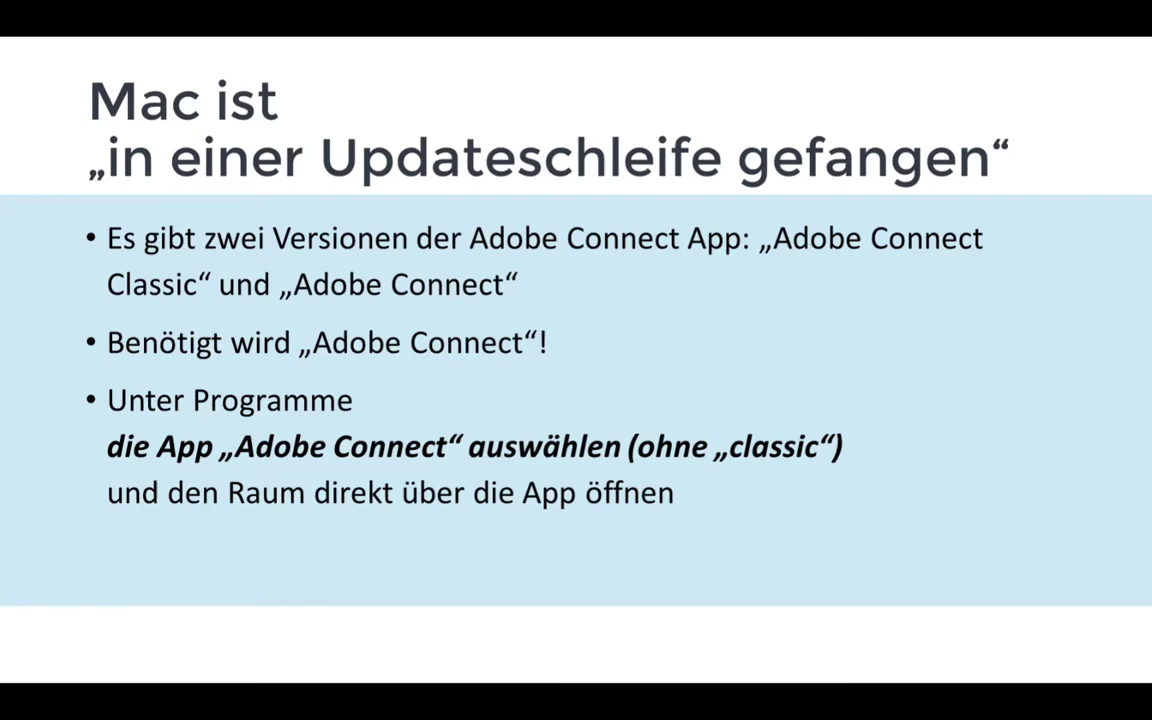 Mac ist
„in einer Updateschleife gefangen“
• Es gibt zwei Versionen der Adobe Connect App: „Adobe Connect
Classic“ und „Adobe Connect“
• Benötigt wird „Adobe Connect“!
• Unter Programme
die App „Adobe Connect“ auswählen (ohne „classic“)
und den Raum direkt über die App öffnen